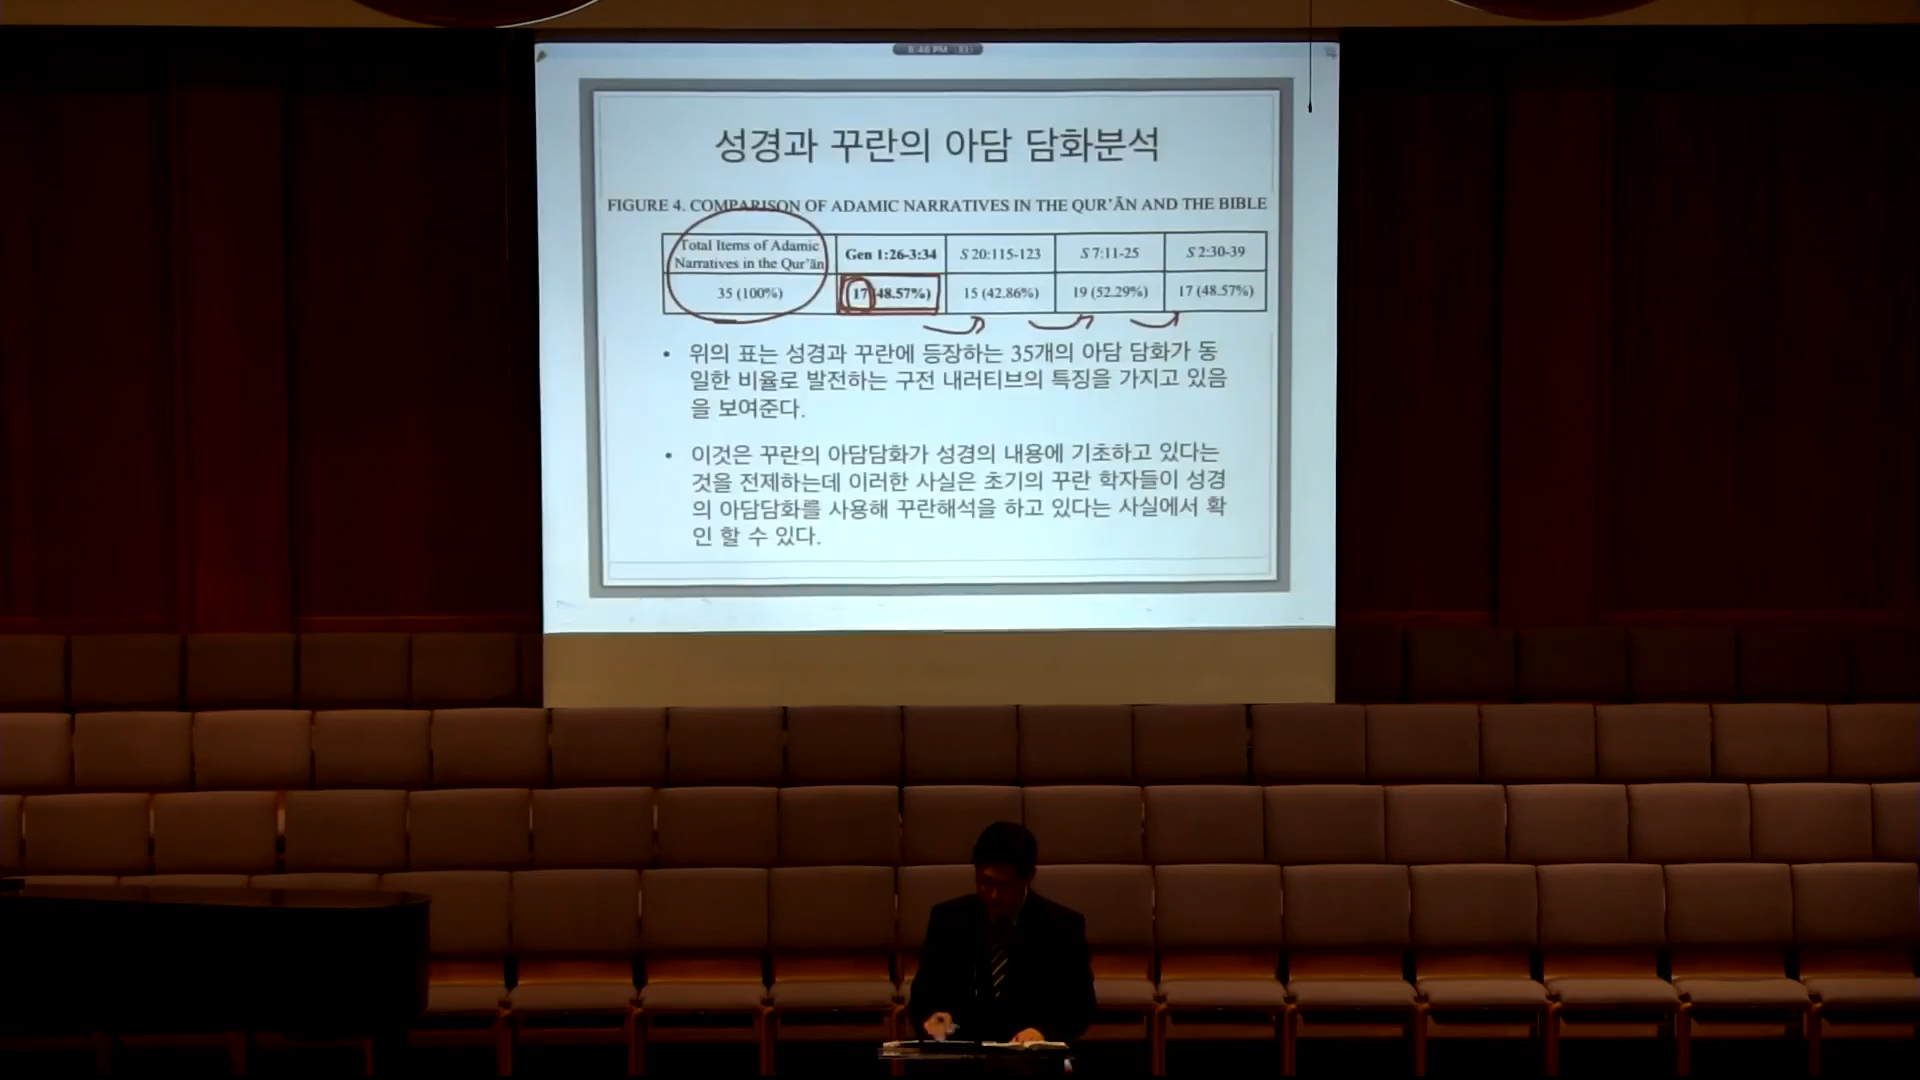 성경과 꾸란의 아담 담화분석
FIGURE 4. COMPARISON OF ADAMIC NARRATIVES IN THE QUR'ĀN AND THE BIBLE
Total Items of Adamic
Narratives in the Qur'ān
Gen 1:26-3:34
S 20:115-123
S 7:11-25
S 2:30-39
35 (100%)
17 (48.57%)
15 (42.86%)
19 (52.29%)
17 (48.57%)
• 위의 표는 성경과 꾸란에 등장하는 35개의 아담 담화가 동
일한 비율로 발전하는 구전 내러티브의 특징을 가지고 있음
을 보여준다.
• 이것은 꾸란의 아담담화가 성경의 내용에 기초하고 있다는
것을 전제하는데 이러한 사실은 초기의 꾸란 학자들이 성경
의 아담담화를 사용해 꾸란해석을 하고 있다는 사실에서 확
인 할 수 있다.